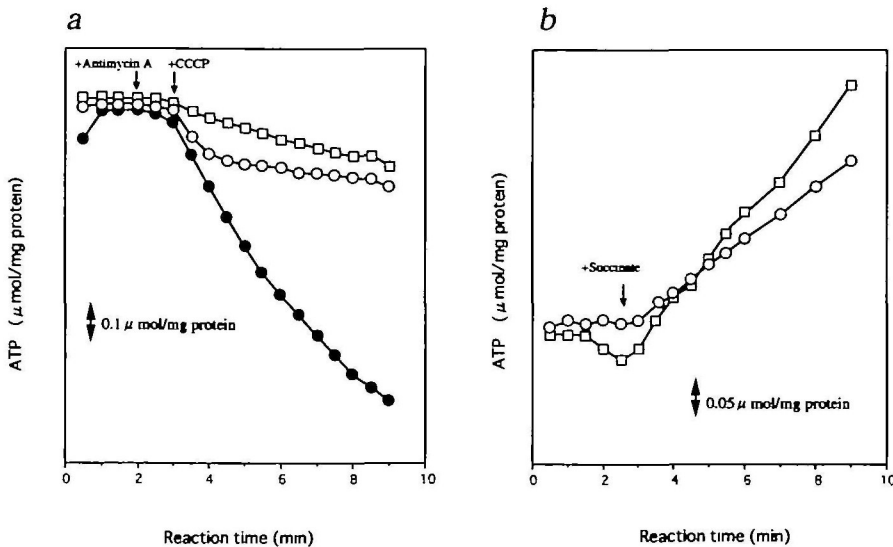 a
+Antimycin A
+CCCP
ATP (μ mol/mg protein)
0.1 μ mol/mg protein
0 2 4 6 8 10
Reaction time (min)
b
+Succinate
ATP (μ mol/mg protein)
0.05 μ mol/mg protein
0 2 4 6 8 10
Reaction time (min)